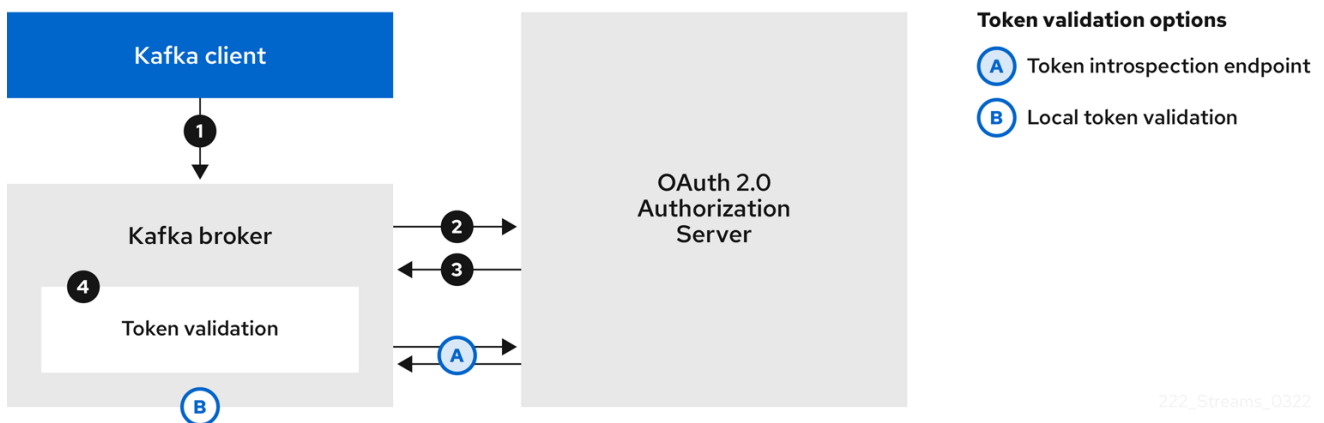 Kafka client
1
Kafka broker
2
3
4
Token validation
A
B
OAuth 2.0
Authorization
Server
Token validation options
A Token introspection endpoint
B Local token validation
222_Streams_0322